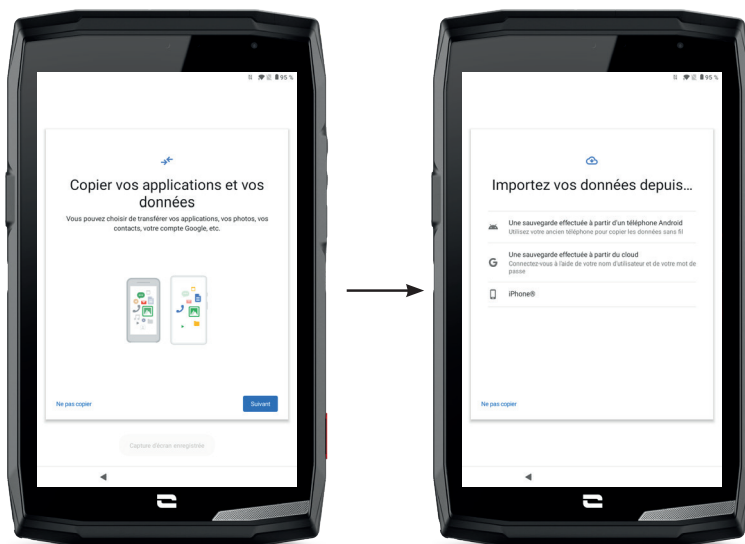 95 %
Copier vos applications et vos
données
Vous pouvez choisir de transférer vos applications, vos photos, vos
contacts, votre compte Google, etc.
Ne pas copier
Suivant
Capture d'écran enregistrée
95 %
Importez vos données depuis...
Une sauvegarde effectuée à partir d'un téléphone Android
Utilisez votre ancien téléphone pour copier les données sans fil
Une sauvegarde effectuée à partir du cloud
Connectez-vous à l'aide de votre nom d'utilisateur et de votre mot de
passe
iPhone®
Ne pas copier